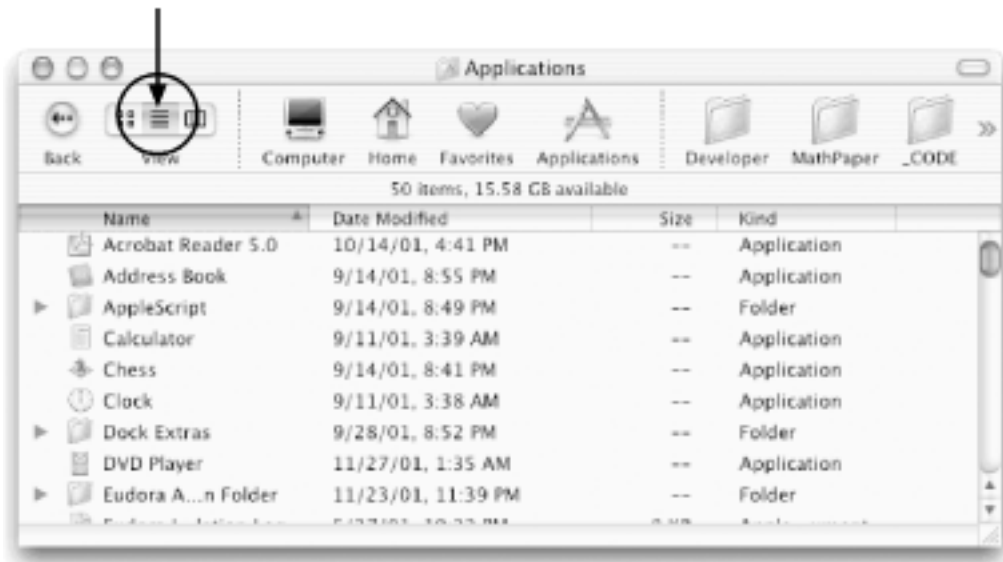 Applications
Back View Computer Home Favorites Applications Developer MathPaper _CODE
50 items, 15.58 GB available
Name Date Modified Size Kind
Acrobat Reader 5.0 10/14/01, 4:41 PM -- Application
Address Book 9/14/01, 8:55 PM -- Application
AppleScript 9/14/01, 8:49 PM -- Folder
Calculator 9/11/01, 3:39 AM -- Application
Chess 9/14/01, 8:41 PM -- Application
Clock 9/11/01, 3:38 AM -- Application
Dock Extras 9/28/01, 8:52 PM -- Folder
DVD Player 11/27/01, 1:35 AM -- Application
Eudora A...n Folder 11/23/01, 11:39 PM -- Folder